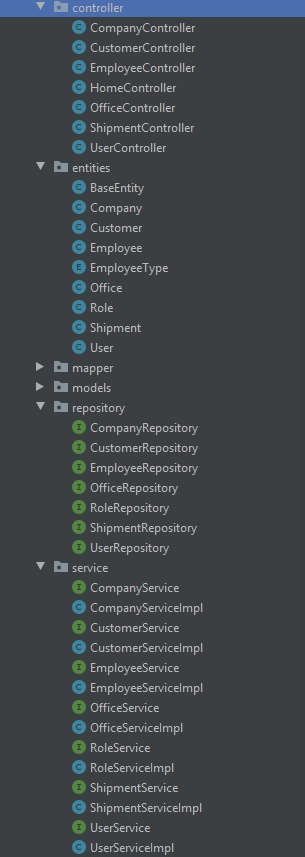 controller
C CompanyController
C CustomerController
C EmployeeController
C HomeController
C OfficeController
C ShipmentController
C UserController
entities
C BaseEntity
C Company
C Customer
C Employee
E EmployeeType
C Office
C Role
C Shipment
C User
mapper
models
repository
I CompanyRepository
I CustomerRepository
I EmployeeRepository
I OfficeRepository
I RoleRepository
I ShipmentRepository
I UserRepository
service
I CompanyService
C CompanyServiceImpl
I CustomerService
C CustomerServiceImpl
I EmployeeService
C EmployeeServiceImpl
I OfficeService
C OfficeServiceImpl
I RoleService
C RoleServiceImpl
I ShipmentService
C ShipmentServiceImpl
I UserService
C UserServiceImpl